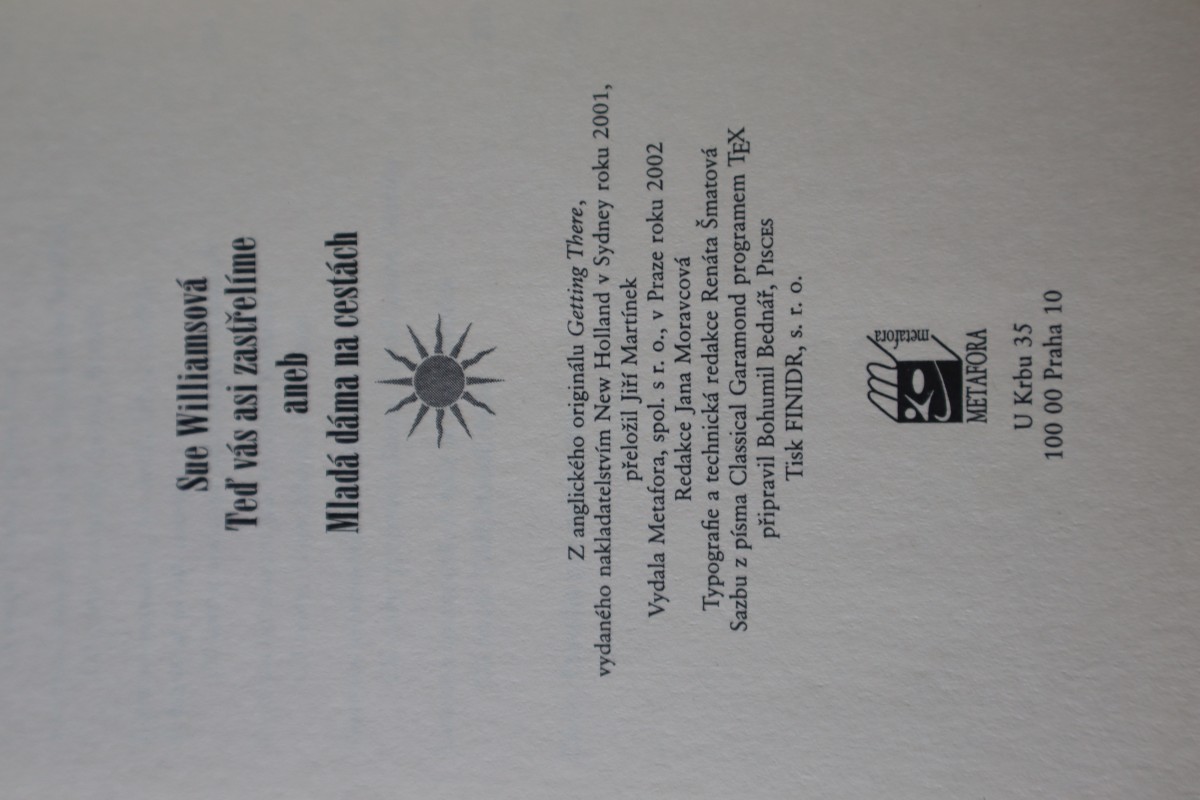 Sue Williamsová
Teď vás asi zastřelíme
aneb
Mladá dáma na cestách
Z anglického originálu Getting There,
vydaného nakladatelstvím New Holland v Sydney roku 2001,
přeložil Jiří Martínek
Vydala Metafora, spol. s r. o., v Praze roku 2002
Redakce Jana Moravcová
Typografie a technická redakce Renáta Šmatová
Sazbu z písma Classical Garamond programem TEX
připravil Bohumil Bednář, PISCES
Tisk FINIDR, s. r. o.
m
metafora
METAFORA
U Krbu 35
100 00 Praha 10